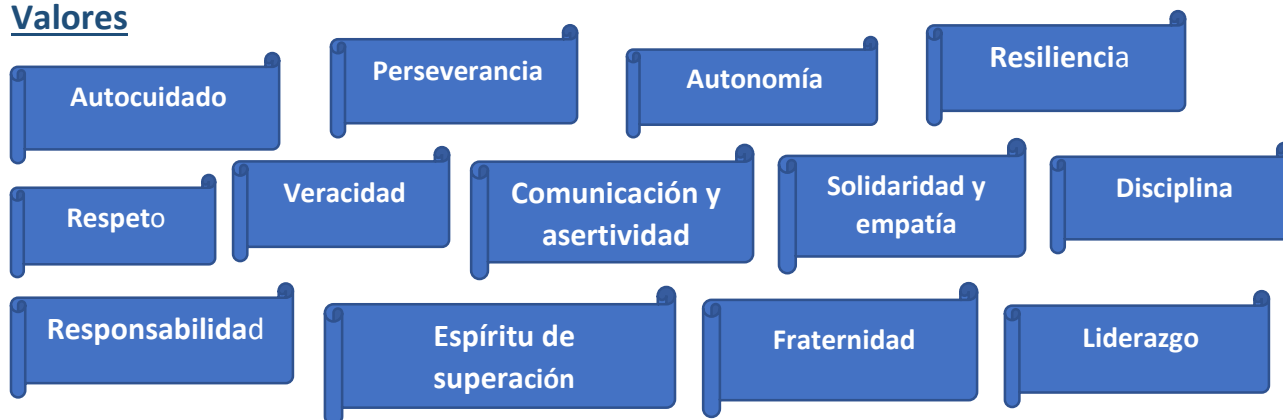 Valores
Autocuidado
Perseverancia
Autonomía
Resiliencia
Respeto
Veracidad
Comunicación y
asertividad
Solidaridad y
empatía
Disciplina
Responsabilidad
Espíritu de
superación
Fraternidad
Liderazgo